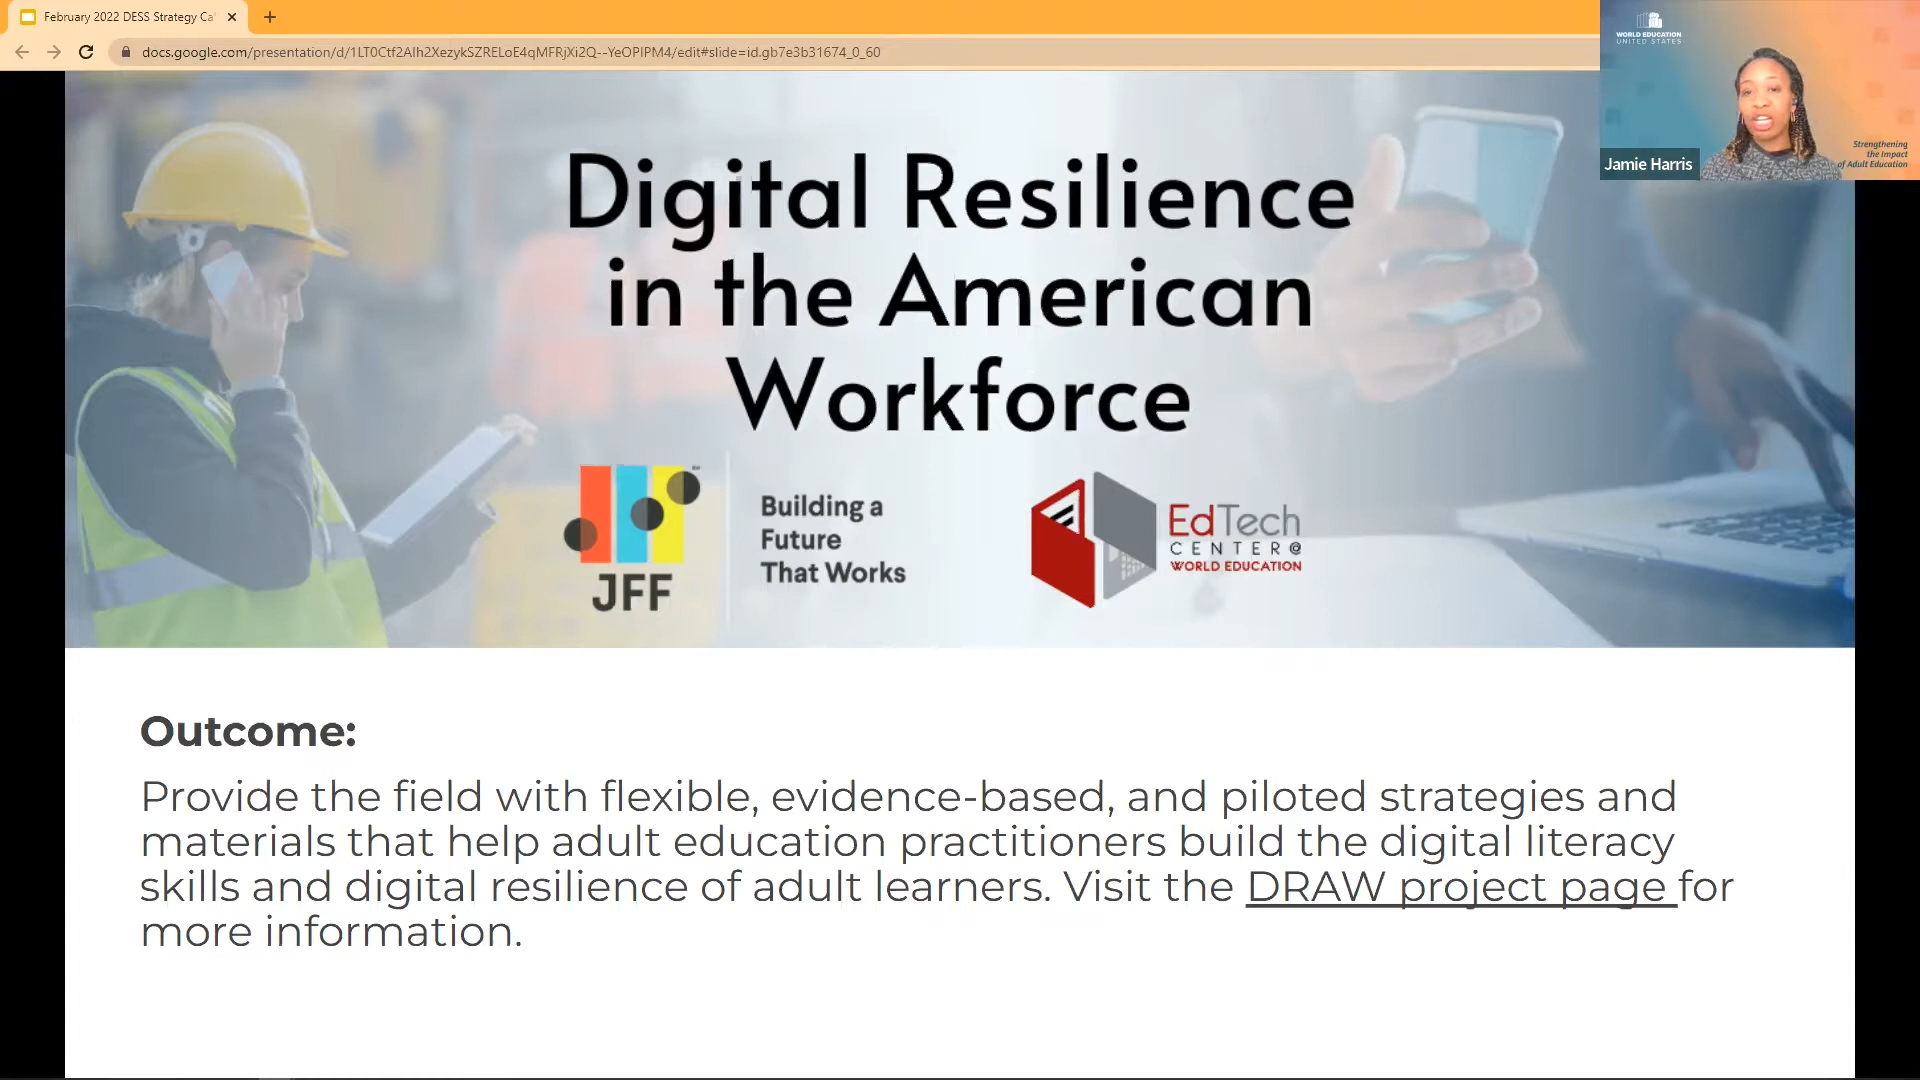 February 2022 DESS Strategy Ca
docs.google.com/presentation/d/1LT0Ctf2AIh2XezykSZRELoE4qMFRjXi2Q--YeOPIPM4/edit#slide=id.gb7e3b31674_0_60
WORLD EDUCATION
UNITED STATES
Strengthening
the Impact
of Adult Education
Jamie Harris
Digital Resilience
in the American
Workforce
JFF
Building a
Future
That Works
EdTech
CENTER@
WORLD EDUCATION
Outcome:
Provide the field with flexible, evidence-based, and piloted strategies and
materials that help adult education practitioners build the digital literacy
skills and digital resilience of adult learners. Visit the DRAW project page for
more information.